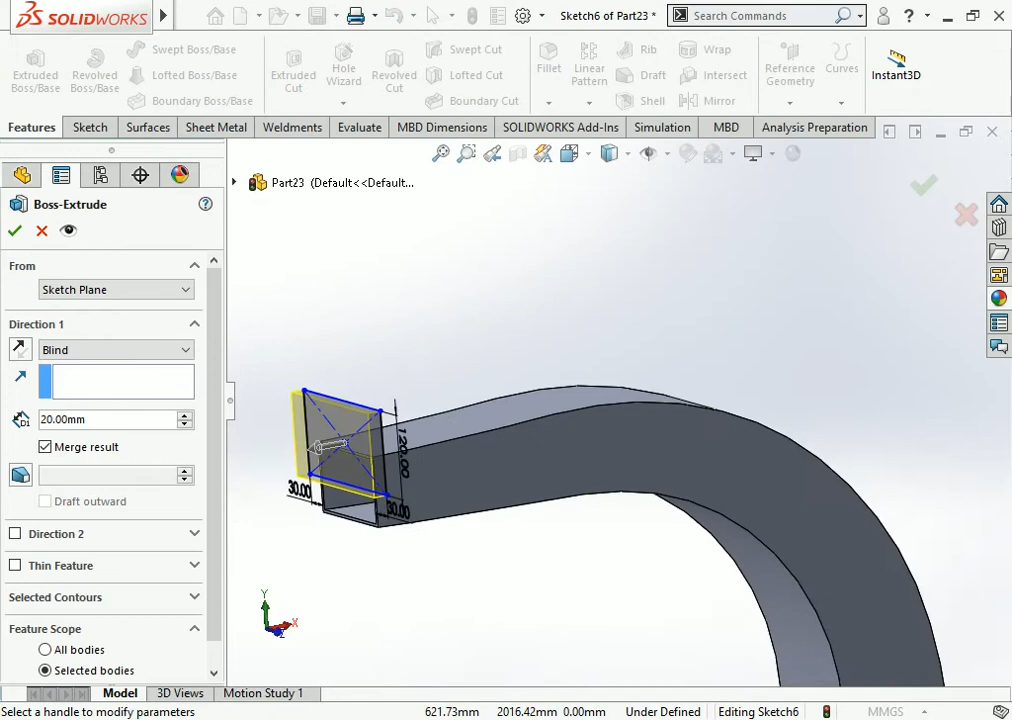 SOLIDWORKS
Sketch6 of Part23 *
Search Commands
?
Extruded Boss/Base
Revolved Boss/Base
Swept Boss/Base
Lofted Boss/Base
Boundary Boss/Base
Extruded Cut
Hole Wizard
Revolved Cut
Swept Cut
Lofted Cut
Boundary Cut
Fillet
Linear Pattern
Rib
Draft
Shell
Wrap
Intersect
Mirror
Reference Geometry
Curves
Instant3D
Features
Sketch
Surfaces
Sheet Metal
Weldments
Evaluate
MBD Dimensions
SOLIDWORKS Add-Ins
Simulation
MBD
Analysis Preparation
Part23 (Default<<Default...
Boss-Extrude
?
From
Sketch Plane
Direction 1
Blind
D1
20.00mm
Merge result
Draft outward
Direction 2
Thin Feature
Selected Contours
Feature Scope
All bodies
Selected bodies
120.00
30.00
30.00
Y
X
Z
Model
3D Views
Motion Study 1
Select a handle to modify parameters
621.73mm
2016.42mm
0.00mm
Under Defined
Editing Sketch6
MMGS